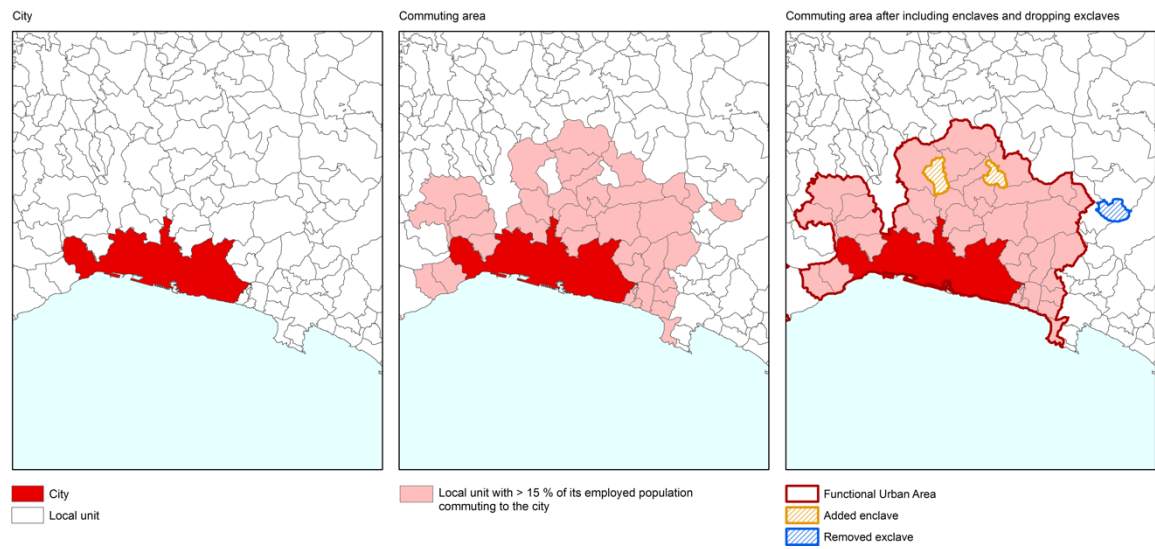 City
Commuting area
Commuting area after including enclaves and dropping exclaves
City
Local unit
Local unit with > 15 % of its employed population
commuting to the city
Functional Urban Area
Added enclave
Removed exclave